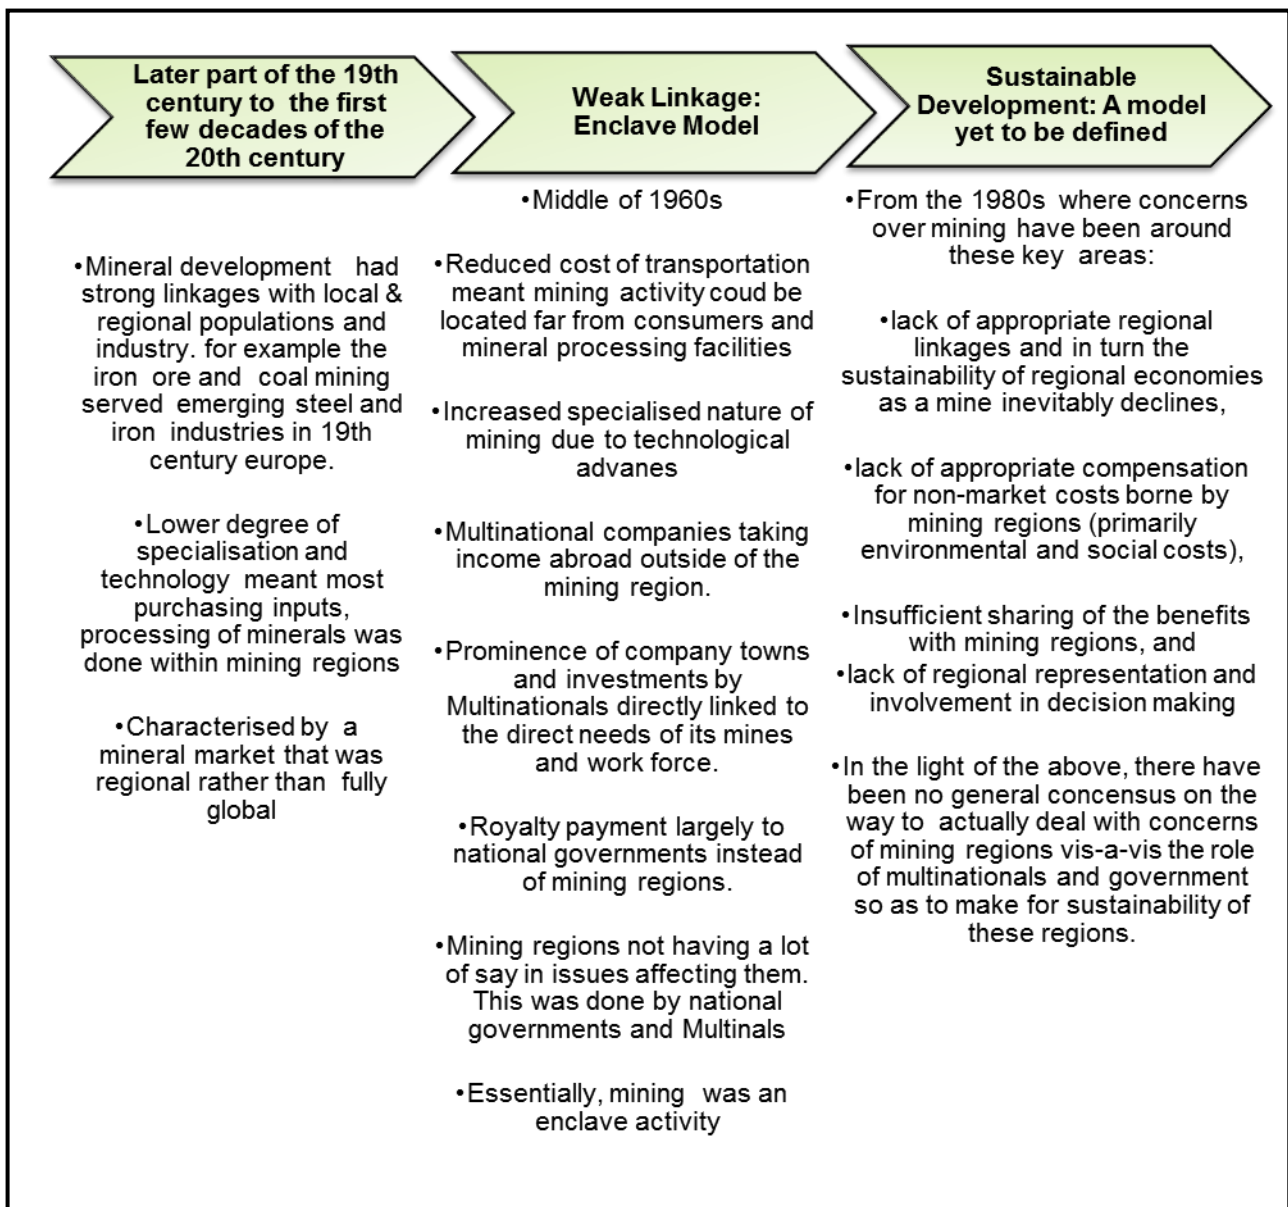 Later part of the 19th
century to the first
few decades of the
20th century
•Mineral development had
strong linkages with local &
regional populations and
industry. for example the
iron ore and coal mining
served emerging steel and
iron industries in 19th
century europe.
•Lower degree of
specialisation and
technology meant most
purchasing inputs,
processing of minerals was
done within mining regions
•Characterised by a
mineral market that was
regional rather than fully
global
Weak Linkage:
Enclave Model
•Middle of 1960s
•Reduced cost of transportation
meant mining activity coud be
located far from consumers and
mineral processing facilities
•Increased specialised nature of
mining due to technological
advanes
•Multinational companies taking
income abroad outside of the
mining region.
•Prominence of company towns
and investments by
Multinationals directly linked to
the direct needs of its mines
and work force.
•Royalty payment largely to
national governments instead
of mining regions.
•Mining regions not having a lot
of say in issues affecting them.
This was done by national
governments and Multinals
•Essentially, mining was an
enclave activity
Sustainable
Development: A model
yet to be defined
•From the 1980s where concerns
over mining have been around
these key areas:
•lack of appropriate regional
linkages and in turn the
sustainability of regional economies
as a mine inevitably declines,
•lack of appropriate compensation
for non-market costs borne by
mining regions (primarily
environmental and social costs),
•Insufficient sharing of the benefits
with mining regions, and
•lack of regional representation and
involvement in decision making
•In the light of the above, there have
been no general concensus on the
way to actually deal with concerns
of mining regions vis-a-vis the role
of multinationals and government
so as to make for sustainability of
these regions.